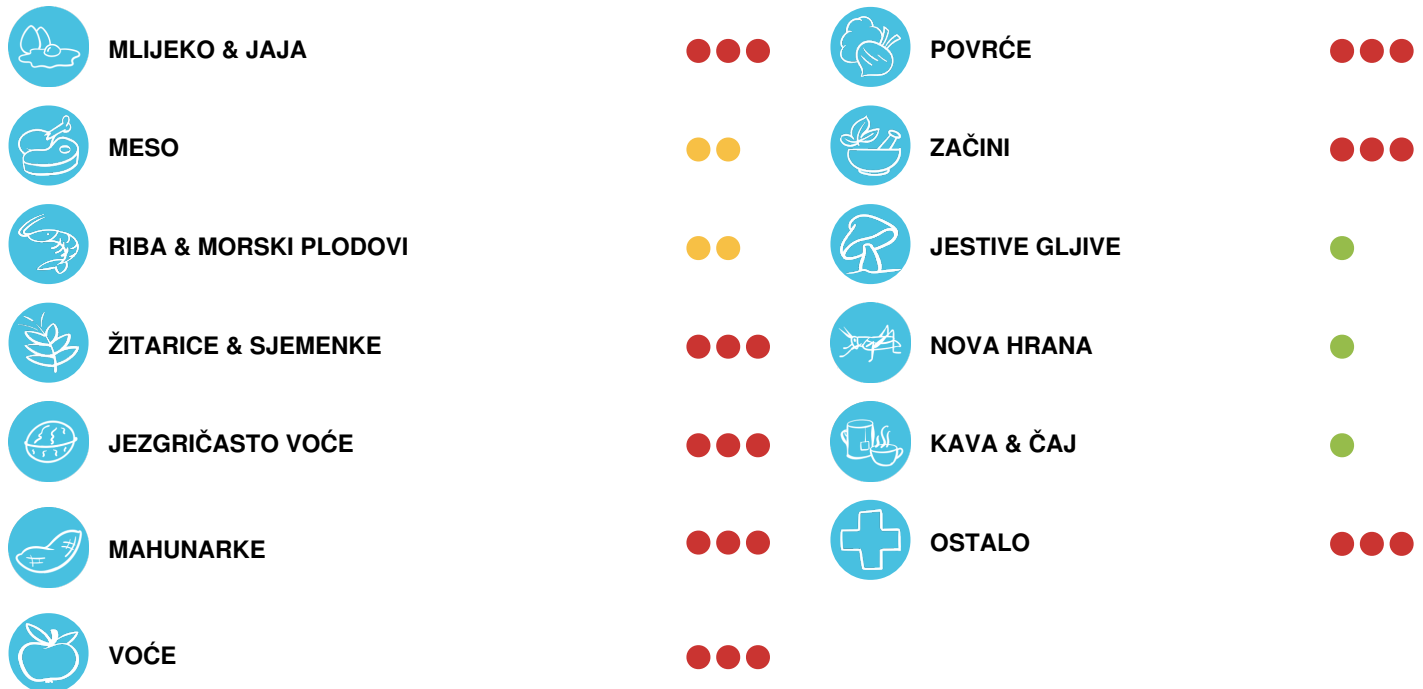 MLIJEKO & JAJA
MESO
RIBA & MORSKI PLODOVI
ŽITARICE & SJEMENKE
JEZGRIČASTO VOĆE
MAHUNARKE
VOĆE
POVRĆE
ZAČINI
JESTIVE GLJIVE
NOVA HRANA
KAVA & ČAJ
OSTALO